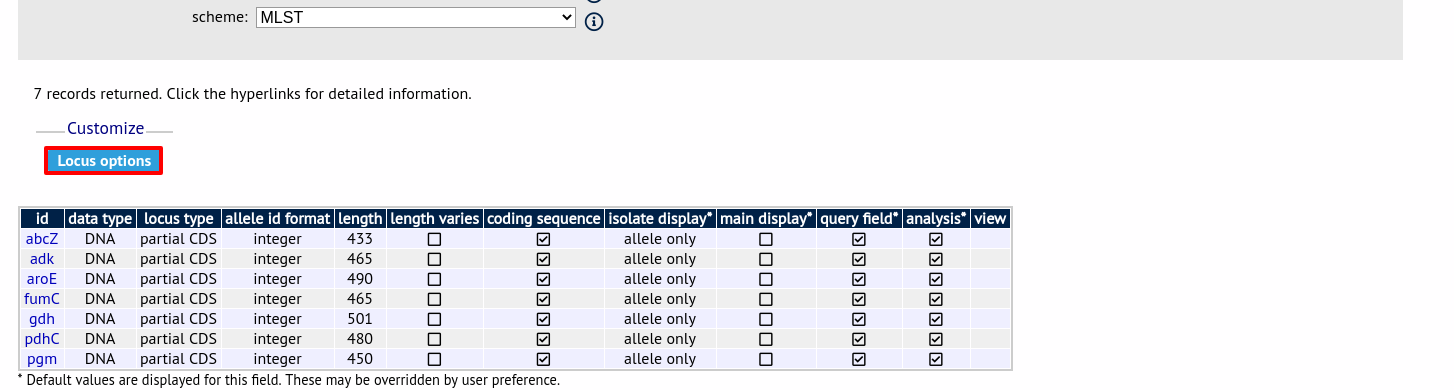 scheme: MLST
7 records returned. Click the hyperlinks for detailed information.
Customize
Locus options
id data type locus type allele id format length length varies coding sequence isolate display* main display* query field* analysis* view
abcZ DNA partial CDS integer 433 allele only
adk DNA partial CDS integer 465 allele only
aroE DNA partial CDS integer 490 allele only
fumC DNA partial CDS integer 465 allele only
gdh DNA partial CDS integer 501 allele only
pdhC DNA partial CDS integer 480 allele only
pgm DNA partial CDS integer 450 allele only
* Default values are displayed for this field. These may be overridden by user preference.